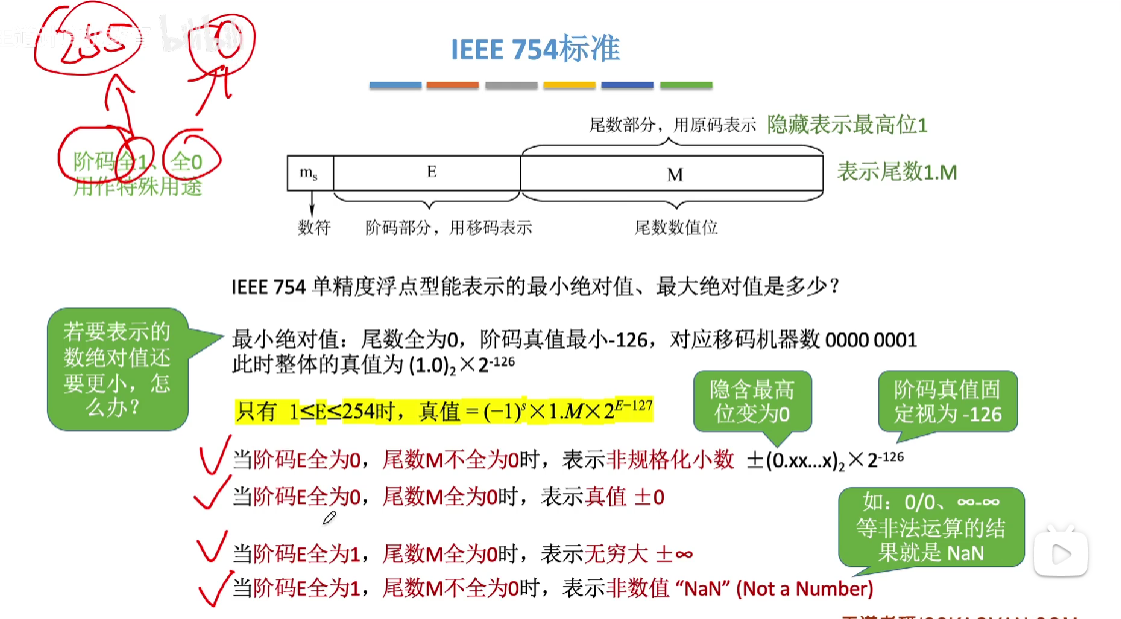 255
0
bilibili
IEEE 754标准
阶码全1、全0
用作特殊用途
尾数部分，用原码表示 隐藏表示最高位1
mₛ E M
表示尾数1.M
数符 阶码部分，用移码表示 尾数数值位
IEEE 754 单精度浮点型能表示的最小绝对值、最大绝对值是多少？
若要表示的
数绝对值还
要更小，怎
么办？
最小绝对值：尾数全为0，阶码真值最小-126，对应移码机器数 0000 0001
此时整体的真值为 (1.0)₂×2⁻¹²⁶
只有 1≤E≤254时，真值 = (−1)ˢ×1.M×2ᴱ⁻¹²⁷
隐含最高
位变为0
阶码真值固
定视为 -126
当阶码E全为0，尾数M不全为0时，表示非规格化小数 ±(0.xx...x)₂×2⁻¹²⁶
当阶码E全为0，尾数M全为0时，表示真值 ±0
如：0/0、∞-∞
等非法运算的结
果就是 NaN
当阶码E全为1，尾数M全为0时，表示无穷大 ±∞
当阶码E全为1，尾数M不全为0时，表示非数值 “NaN” (Not a Number)